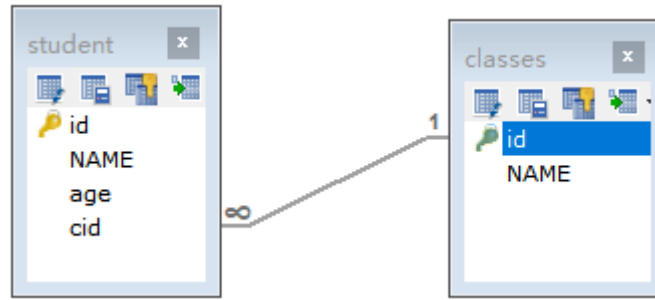 student x
id
NAME
age
cid
∞
1
classes x
id
NAME